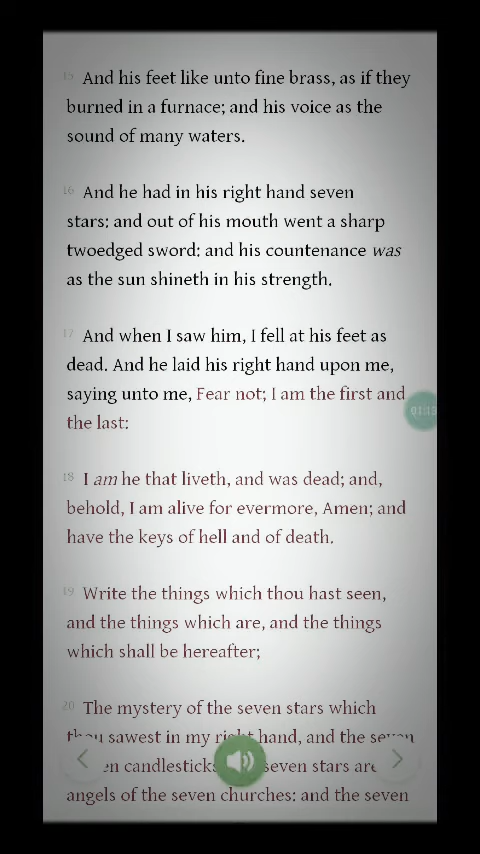 15 And his feet like unto fine brass, as if they
burned in a furnace; and his voice as the
sound of many waters.
16 And he had in his right hand seven
stars: and out of his mouth went a sharp
twoedged sword: and his countenance was
as the sun shineth in his strength.
17 And when I saw him, I fell at his feet as
dead. And he laid his right hand upon me,
saying unto me, Fear not; I am the first and
the last:
18 I am he that liveth, and was dead; and,
behold, I am alive for evermore, Amen; and
have the keys of hell and of death.
19 Write the things which thou hast seen,
and the things which are, and the things
which shall be hereafter;
20 The mystery of the seven stars which
thou sawest in my right hand, and the seven
candlesticks seven stars are
angels of the seven churches: and the seven